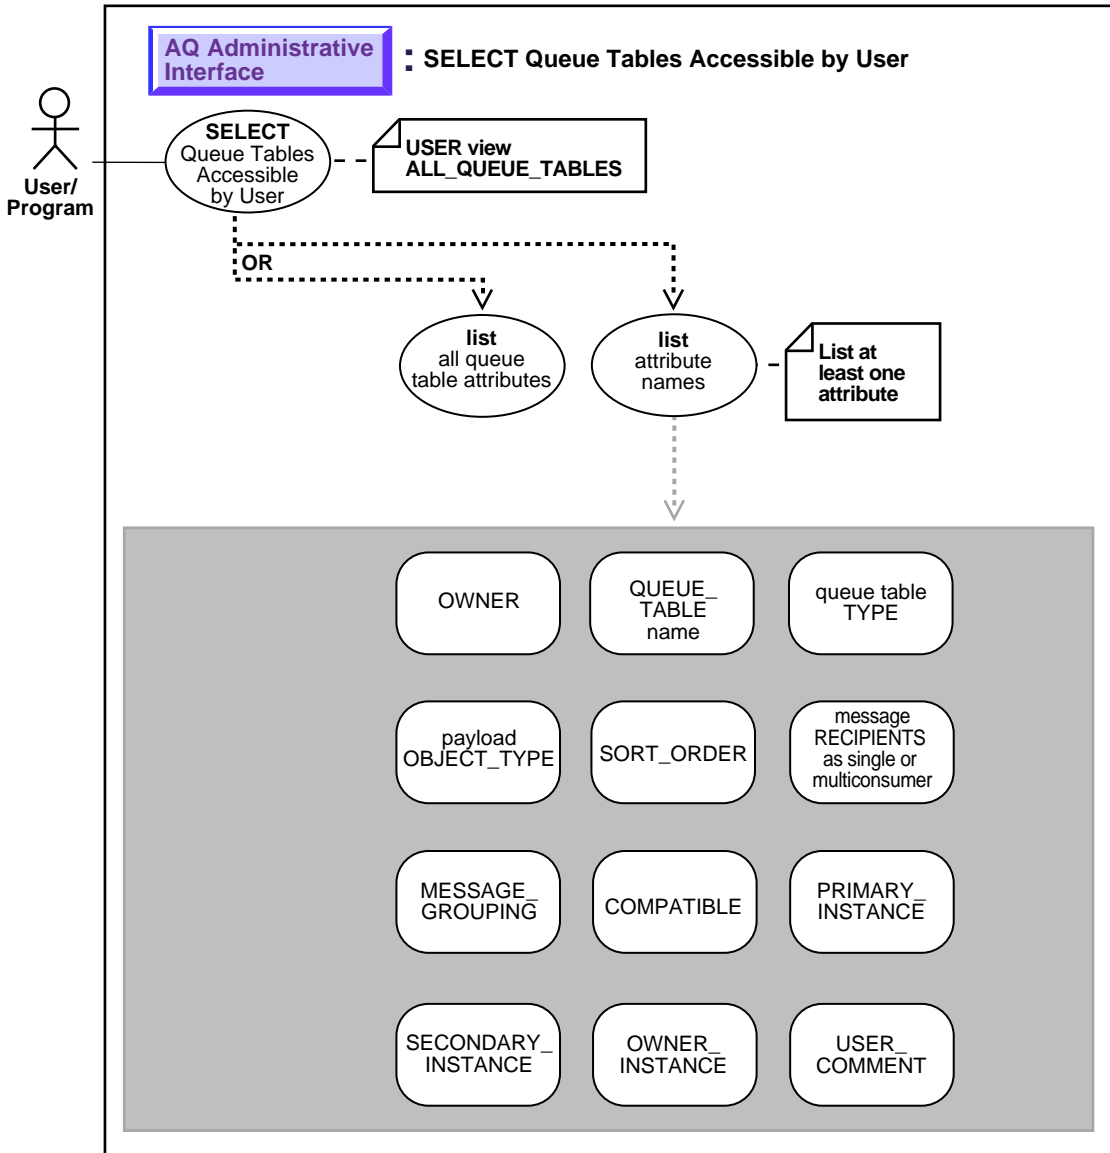 AQ Administrative
Interface
: SELECT Queue Tables Accessible by User
User/
Program
SELECT
Queue Tables
Accessible
by User
USER view
ALL_QUEUE_TABLES
OR
list
all queue
table attributes
list
attribute
names
List at
least one
attribute
OWNER
QUEUE_
TABLE
name
queue table
TYPE
payload
OBJECT_TYPE
SORT_ORDER
message
RECIPIENTS
as single or
multiconsumer
MESSAGE_
GROUPING
COMPATIBLE
PRIMARY_
INSTANCE
SECONDARY_
INSTANCE
OWNER_
INSTANCE
USER_
COMMENT